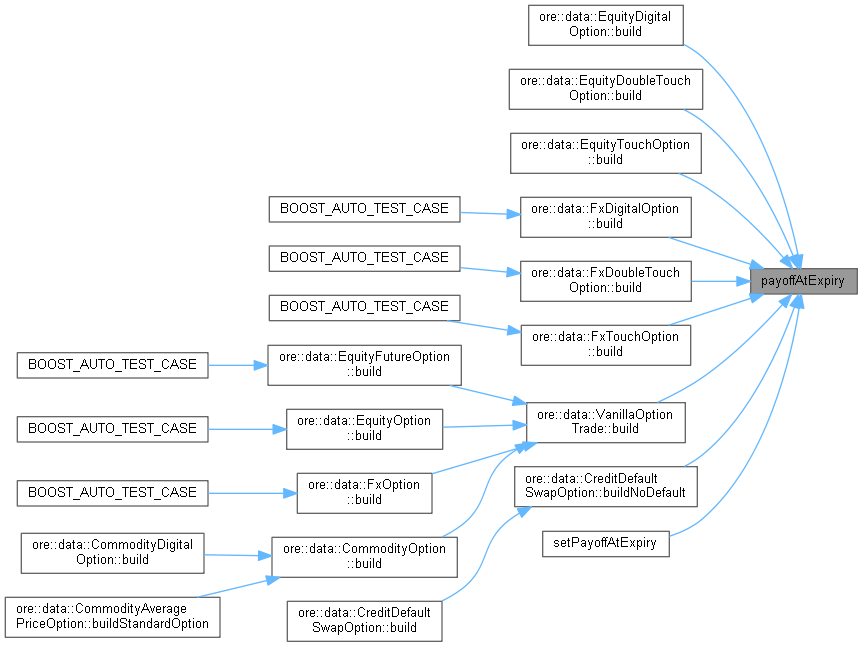 ore::data::EquityDigital
Option::build
ore::data::EquityDoubleTouch
Option::build
ore::data::EquityTouchOption
::build
BOOST_AUTO_TEST_CASE
ore::data::FxDigitalOption
::build
BOOST_AUTO_TEST_CASE
ore::data::FxDoubleTouch
Option::build
payoffAtExpiry
BOOST_AUTO_TEST_CASE
ore::data::FxTouchOption
::build
BOOST_AUTO_TEST_CASE
ore::data::EquityFutureOption
::build
BOOST_AUTO_TEST_CASE
ore::data::EquityOption
::build
ore::data::VanillaOption
Trade::build
BOOST_AUTO_TEST_CASE
ore::data::FxOption
::build
ore::data::CreditDefault
SwapOption::buildNoDefault
ore::data::CommodityDigital
Option::build
ore::data::CommodityOption
::build
setPayoffAtExpiry
ore::data::CommodityAverage
PriceOption::buildStandardOption
ore::data::CreditDefault
SwapOption::build